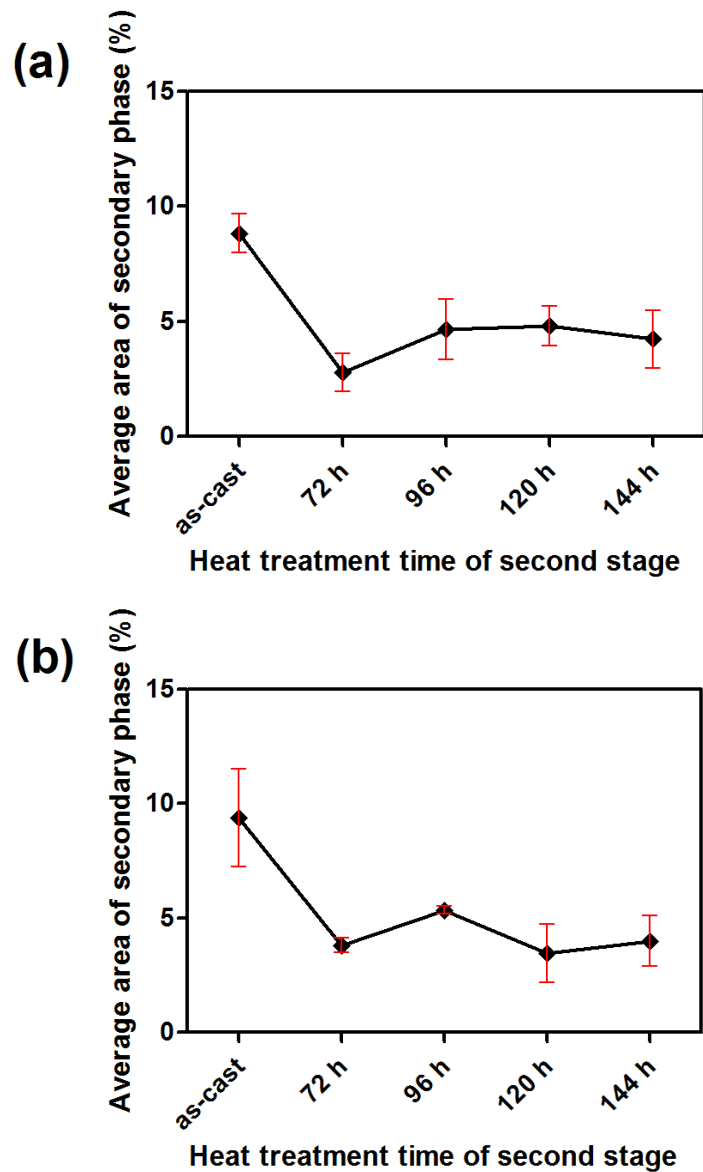 (a)
Average area of secondary phase (%)
15
10
5
0
as-cast
72 h
96 h
120 h
144 h
Heat treatment time of second stage
(b)
Average area of secondary phase (%)
15
10
5
0
as-cast
72 h
96 h
120 h
144 h
Heat treatment time of second stage